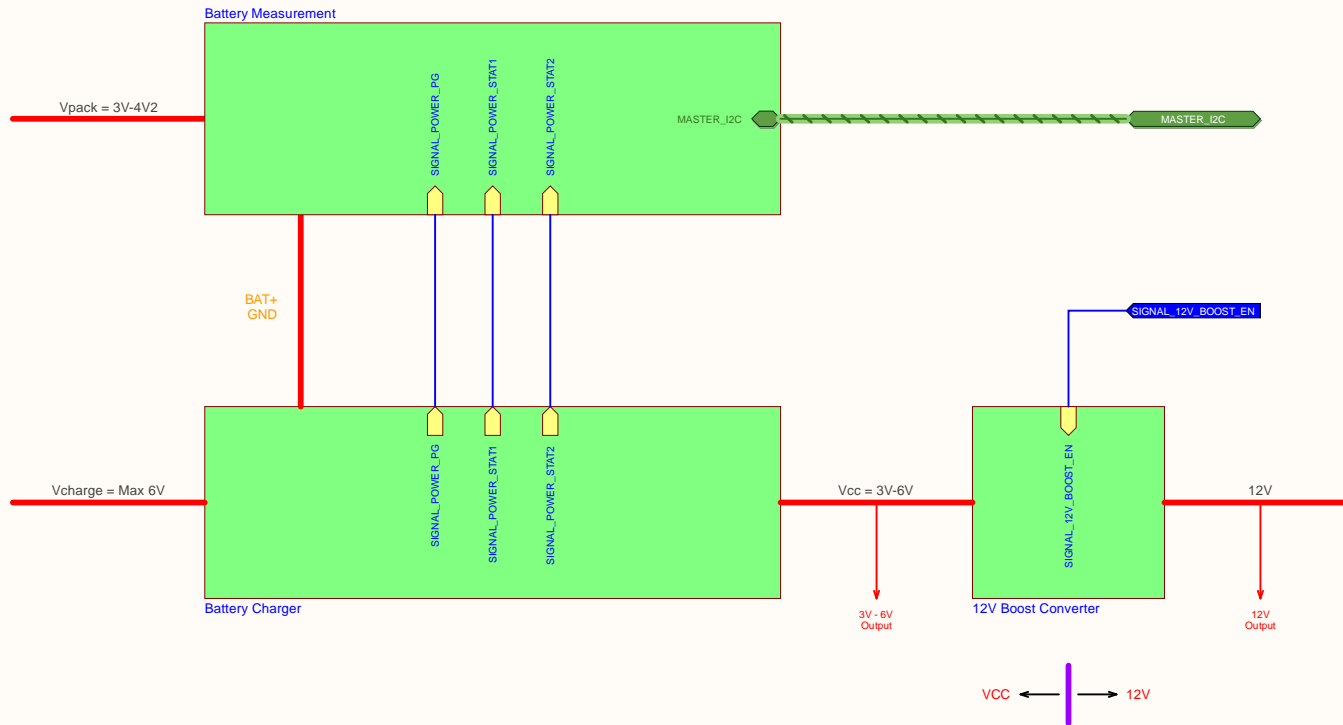 Battery Measurement
Vpack = 3V-4V2
SIGNAL_POWER_PG
SIGNAL_POWER_STAT1
SIGNAL_POWER_STAT2
MASTER_I2C
MASTER_I2C
BAT+
GND
SIGNAL_12V_BOOST_EN
Vcharge = Max 6V
SIGNAL_POWER_PG
SIGNAL_POWER_STAT1
SIGNAL_POWER_STAT2
Vcc = 3V-6V
SIGNAL_12V_BOOST_EN
12V
Battery Charger
3V - 6V
Output
12V Boost Converter
12V
Output
VCC
12V